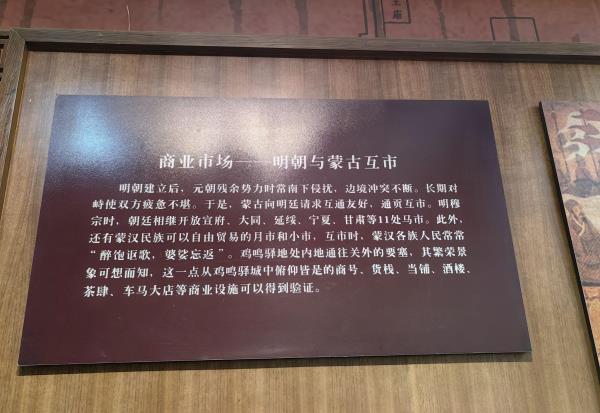 王庙
商业市场——明朝与蒙古互市
明朝建立后，元朝残余势力时常南下侵扰，边境冲突不断。长期对
峙使双方疲惫不堪。于是，蒙古向明廷请求互通友好，通贡互市。明穆
宗时，朝廷相继开放宣府、大同、延绥、宁夏、甘肃等11处马市。此外，
还有蒙汉民族可以自由贸易的月市和小市，互市时，蒙汉各族人民常常
“醉饱讴歌，婆娑忘返”。鸡鸣驿地处内地通往关外的要塞，其繁荣景
象可想而知，这一点从鸡鸣驿城中俯仰皆是的商号、货栈、当铺、酒楼、
茶肆、车马大店等商业设施可以得到验证。